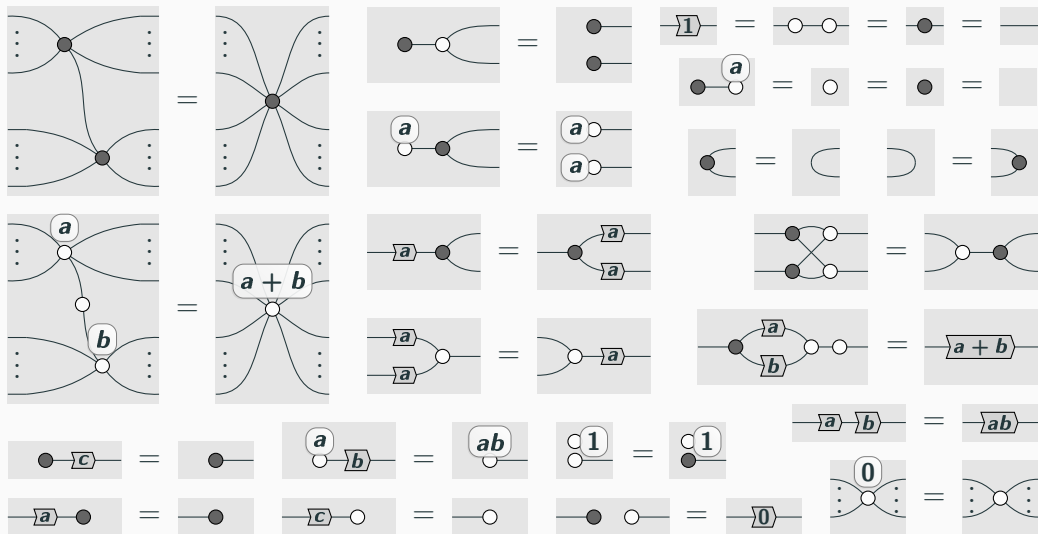 = = 1 = = =
a
= = = =
a = a
a
= =
a
= a + b
b
a = a
a
=
a
a = a
a
b = a + b
a b = ab
c = a b = ab 1 = 1
0
=
a = c = = 0